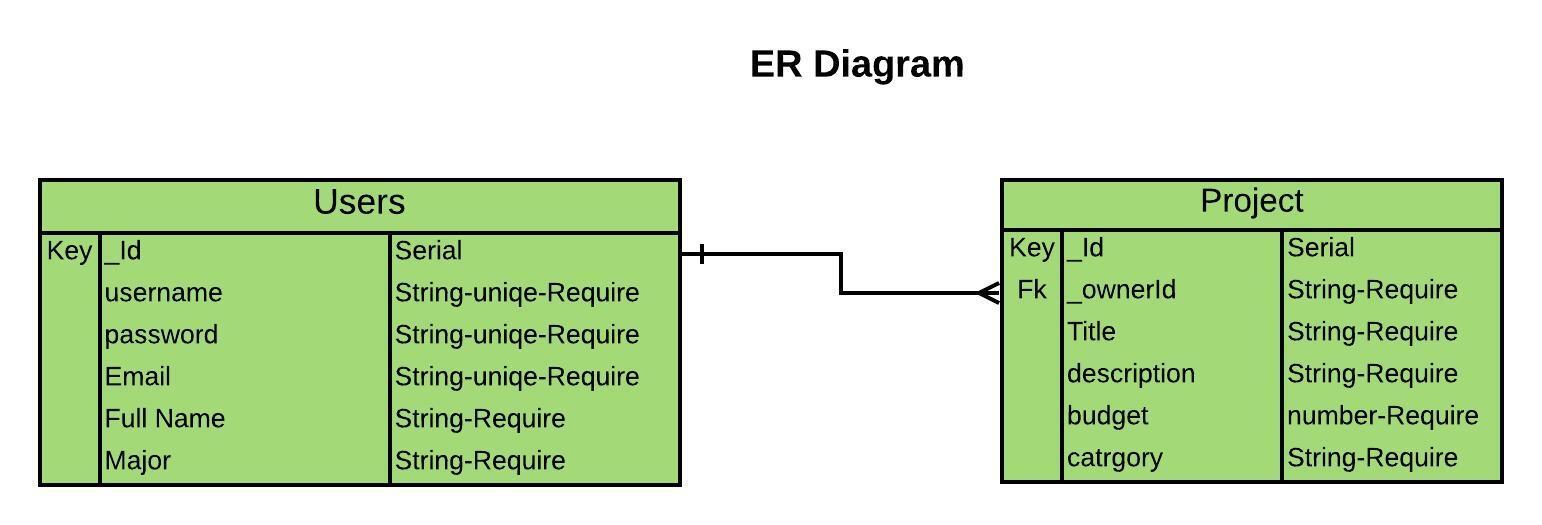 ER Diagram
Users
Key _Id Serial
username String-uniqe-Require
password String-uniqe-Require
Email String-uniqe-Require
Full Name String-Require
Major String-Require
Project
Key _Id Serial
Fk _ownerId String-Require
Title String-Require
description String-Require
budget number-Require
catrgory String-Require